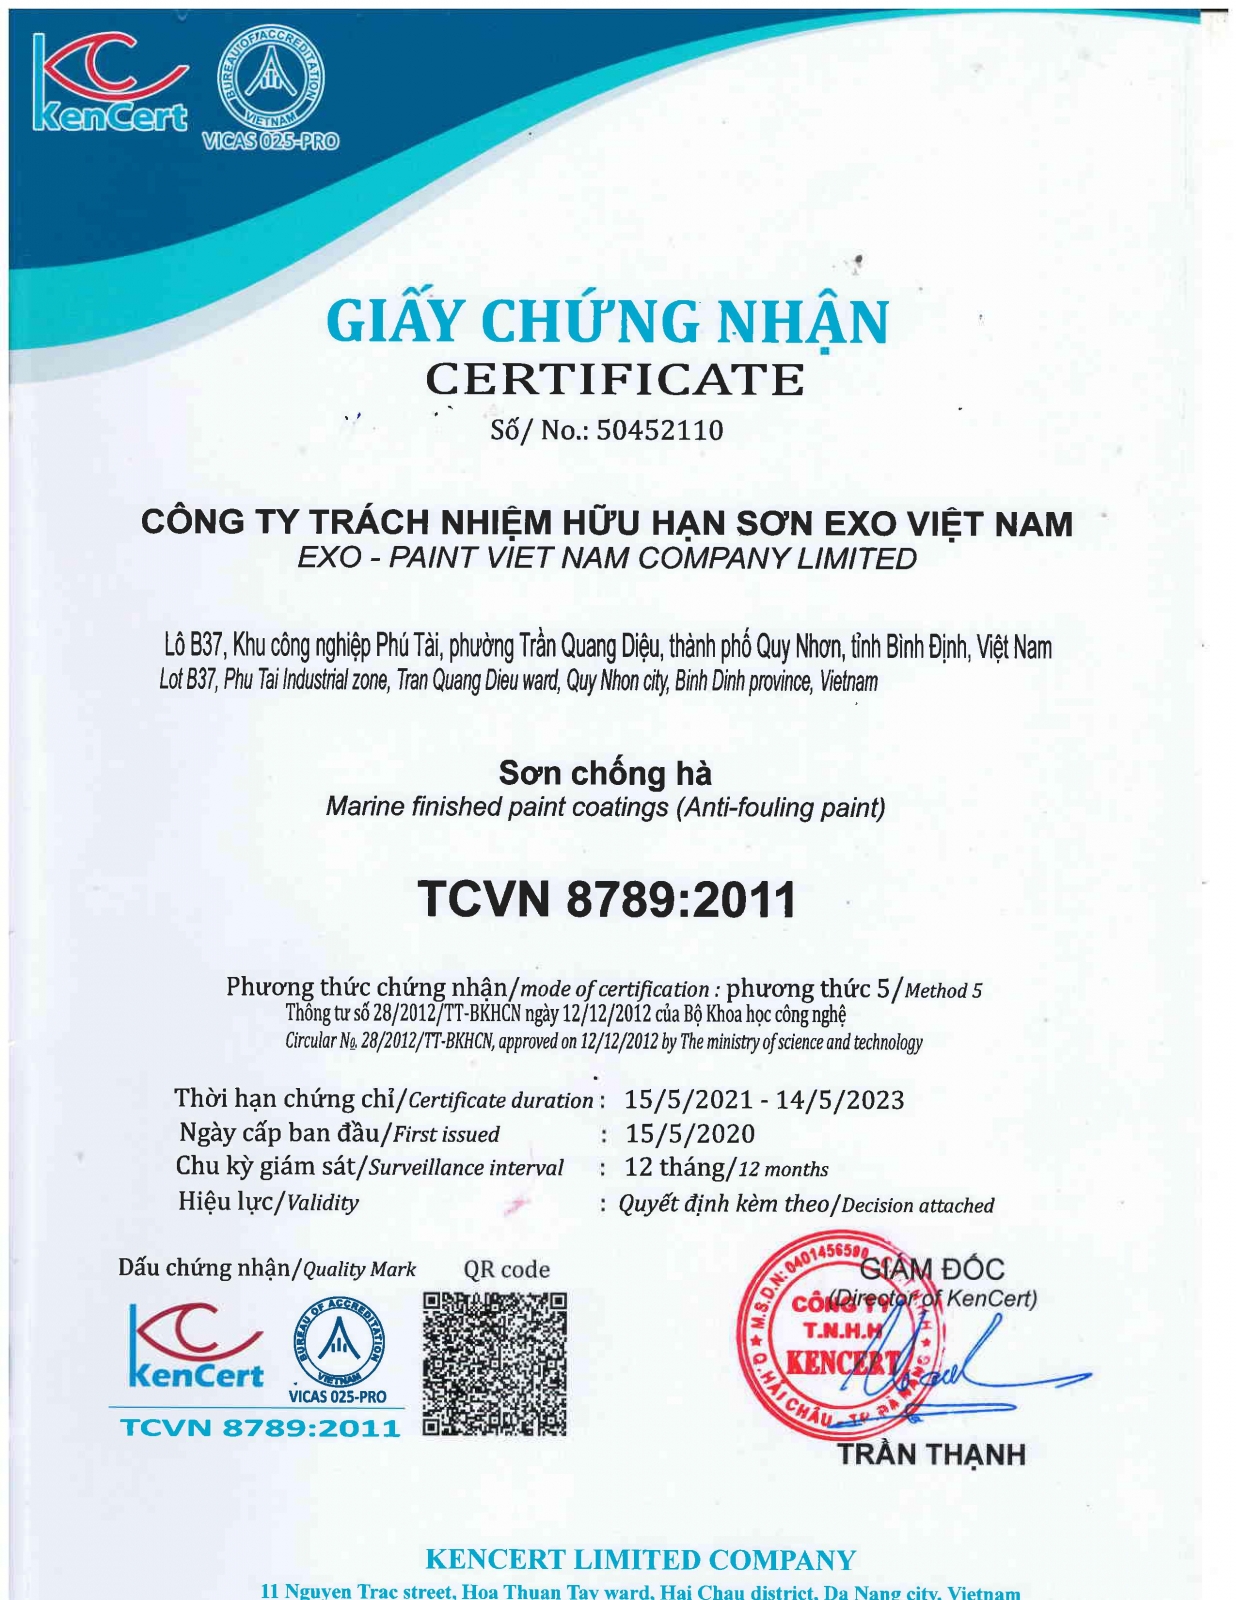 KenCert
BUREAU OF ACCREDITATION
VIETNAM
VICAS 025-PRO
GIẤY CHỨNG NHẬN
CERTIFICATE
Số/ No.: 50452110
CÔNG TY TRÁCH NHIỆM HỮU HẠN SƠN EXO VIỆT NAM
EXO - PAINT VIET NAM COMPANY LIMITED
Lô B37, Khu công nghiệp Phú Tài, phường Trần Quang Diệu, thành phố Quy Nhơn, tỉnh Bình Định, Việt Nam
Lot B37, Phu Tai Industrial zone, Tran Quang Dieu ward, Quy Nhon city, Binh Dinh province, Vietnam
Sơn chống hà
Marine finished paint coatings (Anti-fouling paint)
TCVN 8789:2011
Phương thức chứng nhận/mode of certification : phương thức 5/Method 5
Thông tư số 28/2012/TT-BKHCN ngày 12/12/2012 của Bộ Khoa học công nghệ
Circular No. 28/2012/TT-BKHCN, approved on 12/12/2012 by The ministry of science and technology
Thời hạn chứng chỉ/Certificate duration : 15/5/2021 - 14/5/2023
Ngày cấp ban đầu/First issued : 15/5/2020
Chu kỳ giám sát/Surveillance interval : 12 tháng/12 months
Hiệu lực/Validity : Quyết định kèm theo/Decision attached
Dấu chứng nhận/Quality Mark
QR code
KenCert
BUREAU OF ACCREDITATION
VIETNAM
VICAS 025-PRO
TCVN 8789:2011
GIÁM ĐỐC
(Director of KenCert)
M.S.D.N: 0401456590
CÔNG TY
T.N.H.H
KENCERT
Q. HẢI CHÂU - TP. ĐÀ NẴNG
TRẦN THẠNH
KENCERT LIMITED COMPANY
11 Nguyen Trac street, Hoa Thuan Tay ward, Hai Chau district, Da Nang city, Vietnam